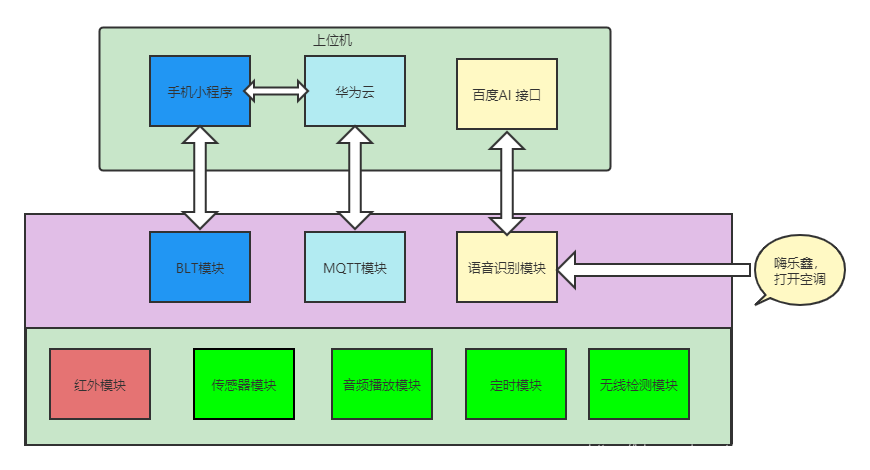 上位机
手机小程序
华为云
百度AI 接口
BLT模块
MQTT模块
语音识别模块
嗨乐鑫，
打开空调
红外模块
传感器模块
音频播放模块
定时模块
无线检测模块